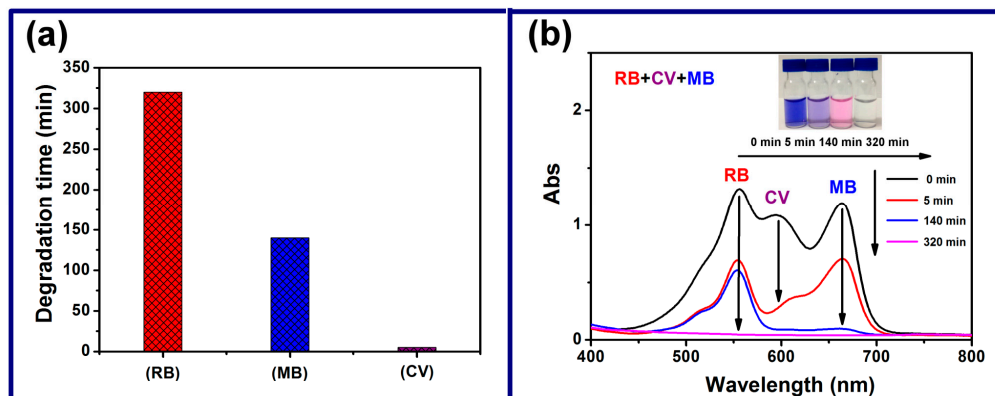 (a)
Degradation time (min)
350
300
250
200
150
100
50
0
(RB)
(MB)
(CV)
(b)
RB+CV+MB
0 min 5 min 140 min 320 min
RB
CV
MB
0 min
5 min
140 min
320 min
Abs
2
1
0
400
500
600
700
800
Wavelength (nm)